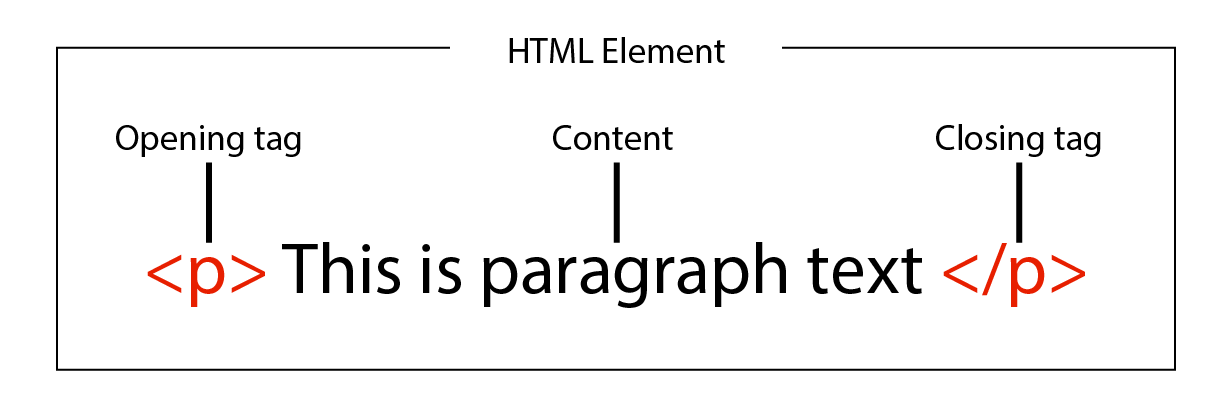 HTML Element
Opening tag Content Closing tag
<p> This is paragraph text </p>